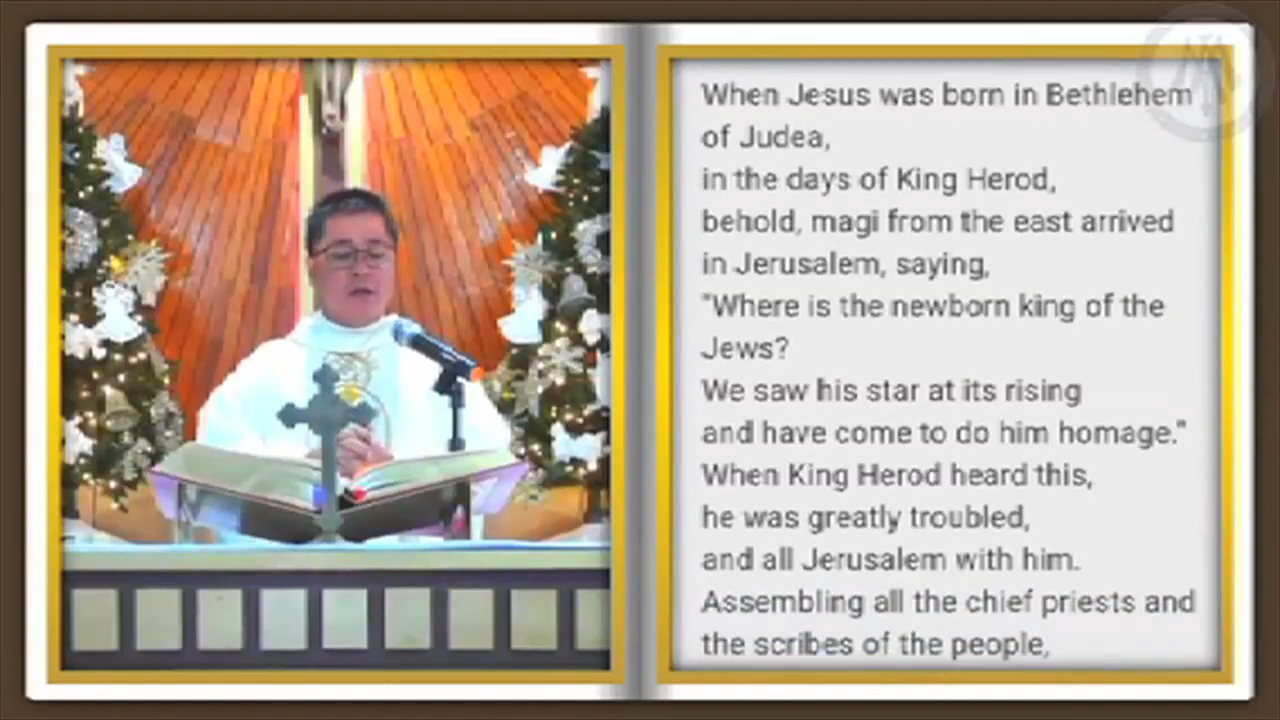 When Jesus was born in Bethlehem
of Judea,
in the days of King Herod,
behold, magi from the east arrived
in Jerusalem, saying,
"Where is the newborn king of the
Jews?
We saw his star at its rising
and have come to do him homage."
When King Herod heard this,
he was greatly troubled,
and all Jerusalem with him.
Assembling all the chief priests and
the scribes of the people,